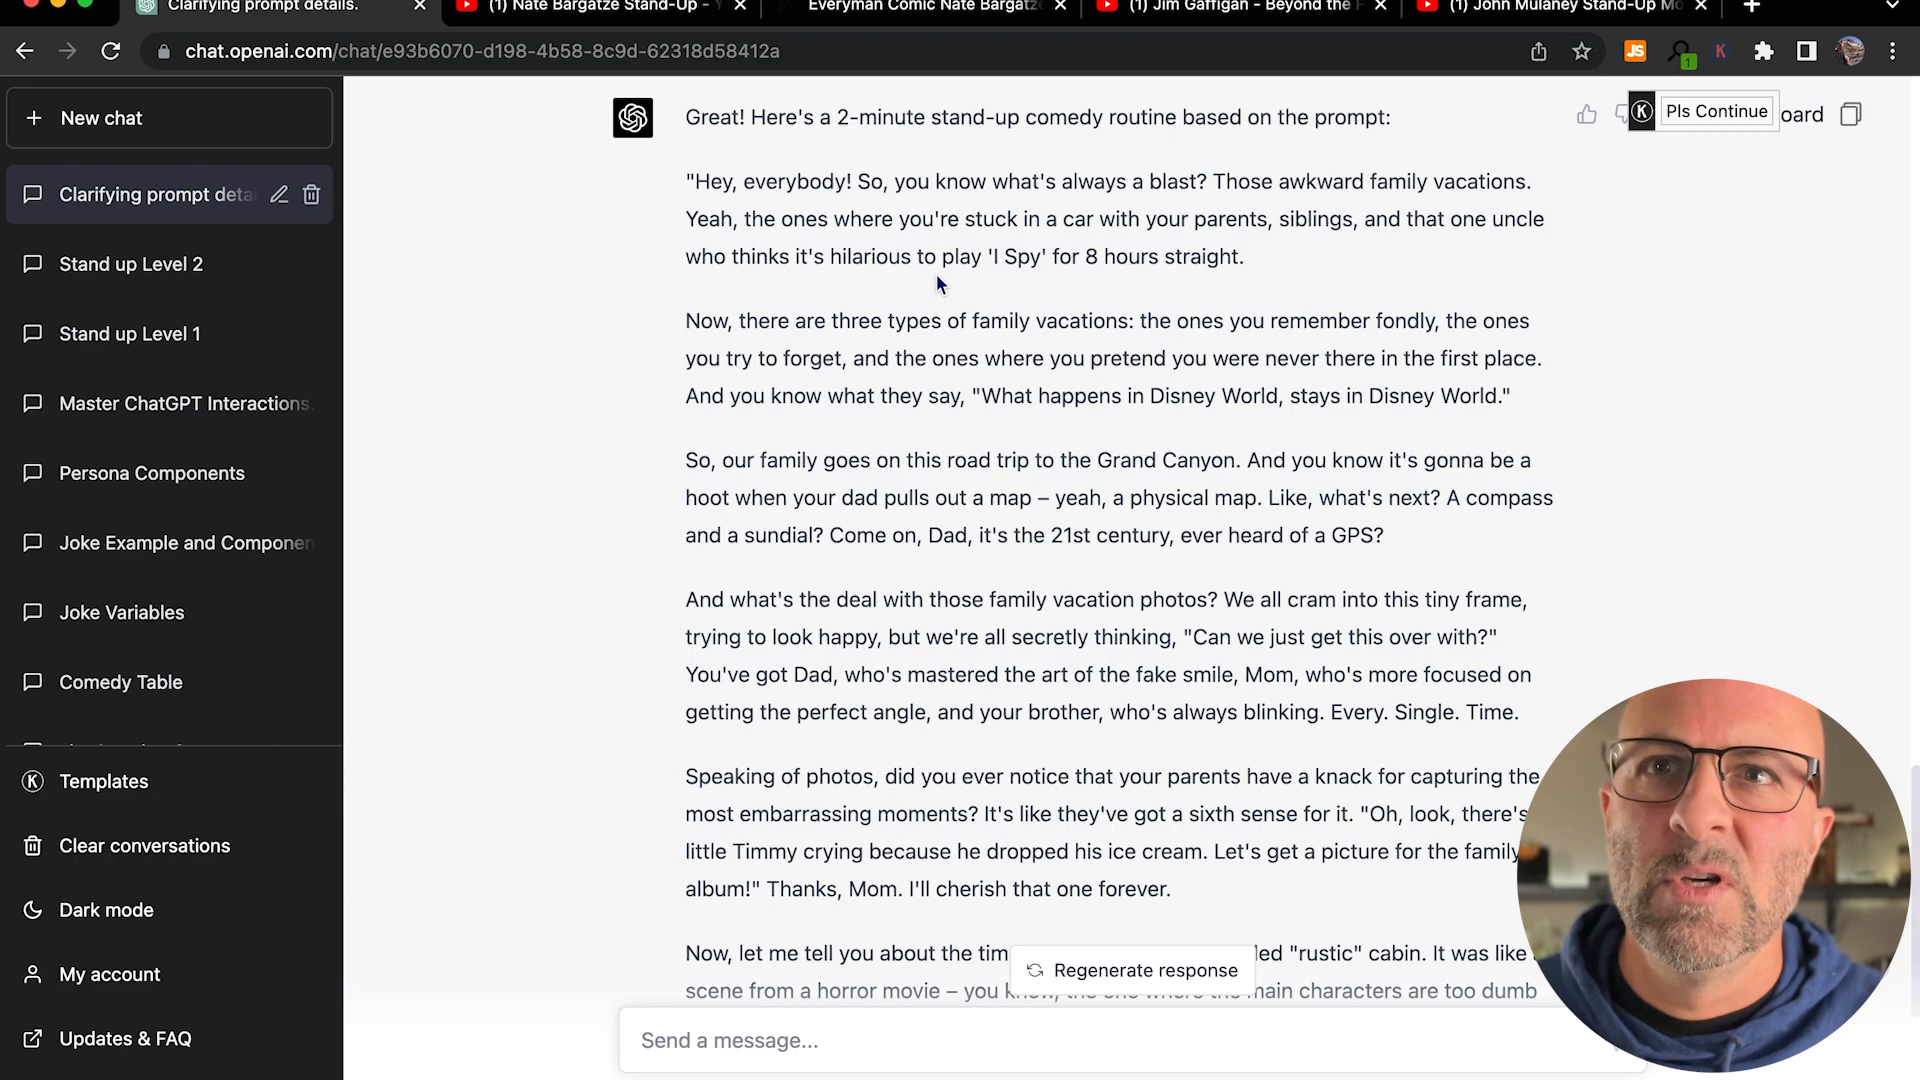 Clarifying prompt details.
(1) Nate Bargatze Stand-Up -
Everyman Comic Nate Bargatze
(1) Jim Gaffigan - Beyond the
(1) John Mulaney Stand-Up Mo
chat.openai.com/chat/e93b6070-d198-4b58-8c9d-62318d58412a
JS
1
K
New chat
Clarifying prompt deta
Stand up Level 2
Stand up Level 1
Master ChatGPT Interactions.
Persona Components
Joke Example and Componen
Joke Variables
Comedy Table
Templates
Clear conversations
Dark mode
My account
Updates & FAQ
Great! Here's a 2-minute stand-up comedy routine based on the prompt:
K Pls Continue oard
"Hey, everybody! So, you know what's always a blast? Those awkward family vacations.
Yeah, the ones where you're stuck in a car with your parents, siblings, and that one uncle
who thinks it's hilarious to play 'I Spy' for 8 hours straight.
Now, there are three types of family vacations: the ones you remember fondly, the ones
you try to forget, and the ones where you pretend you were never there in the first place.
And you know what they say, "What happens in Disney World, stays in Disney World."
So, our family goes on this road trip to the Grand Canyon. And you know it's gonna be a
hoot when your dad pulls out a map – yeah, a physical map. Like, what's next? A compass
and a sundial? Come on, Dad, it's the 21st century, ever heard of a GPS?
And what's the deal with those family vacation photos? We all cram into this tiny frame,
trying to look happy, but we're all secretly thinking, "Can we just get this over with?"
You've got Dad, who's mastered the art of the fake smile, Mom, who's more focused on
getting the perfect angle, and your brother, who's always blinking. Every. Single. Time.
Speaking of photos, did you ever notice that your parents have a knack for capturing the
most embarrassing moments? It's like they've got a sixth sense for it. "Oh, look, there's
little Timmy crying because he dropped his ice cream. Let's get a picture for the family
album!" Thanks, Mom. I'll cherish that one forever.
Now, let me tell you about the tim led "rustic" cabin. It was like
Regenerate response
scene from a horror movie – you know, the one where the main characters are too dumb
Send a message...